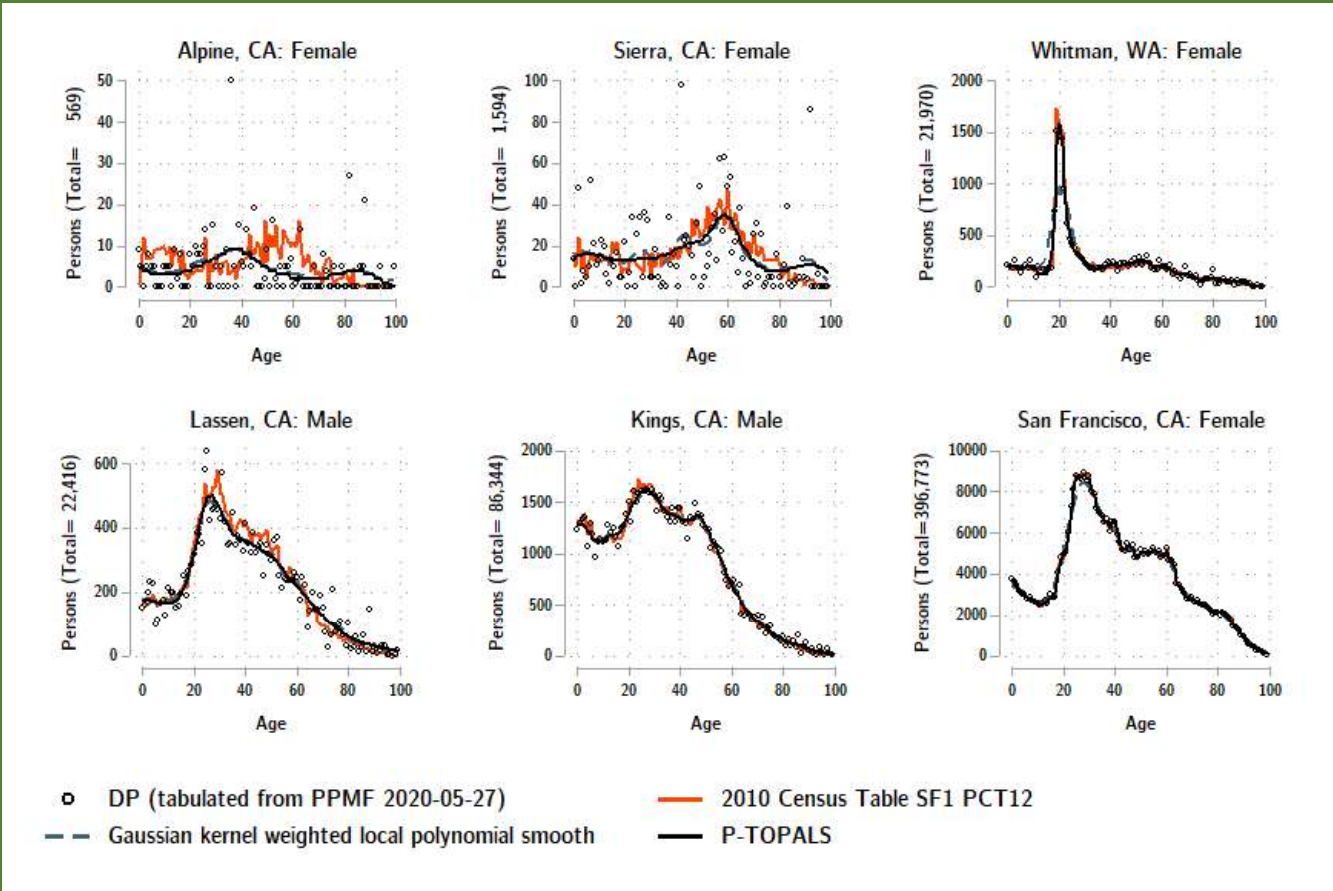 Alpine, CA: Female
Persons (Total= 569)
50
40
30
20
10
0
0 20 40 60 80 100
Age
Sierra, CA: Female
Persons (Total= 1,594)
100
80
60
40
20
0
0 20 40 60 80 100
Age
Whitman, WA: Female
Persons (Total= 21,970)
2000
1500
1000
500
0
0 20 40 60 80 100
Age
Lassen, CA: Male
Persons (Total= 22,416)
600
400
200
0
0 20 40 60 80 100
Age
Kings, CA: Male
Persons (Total= 86,344)
2000
1500
1000
500
0
0 20 40 60 80 100
Age
San Francisco, CA: Female
Persons (Total=396,773)
10000
8000
6000
4000
2000
0
0 20 40 60 80 100
Age
DP (tabulated from PPMF 2020-05-27)
2010 Census Table SF1 PCT12
Gaussian kernel weighted local polynomial smooth
P-TOPALS